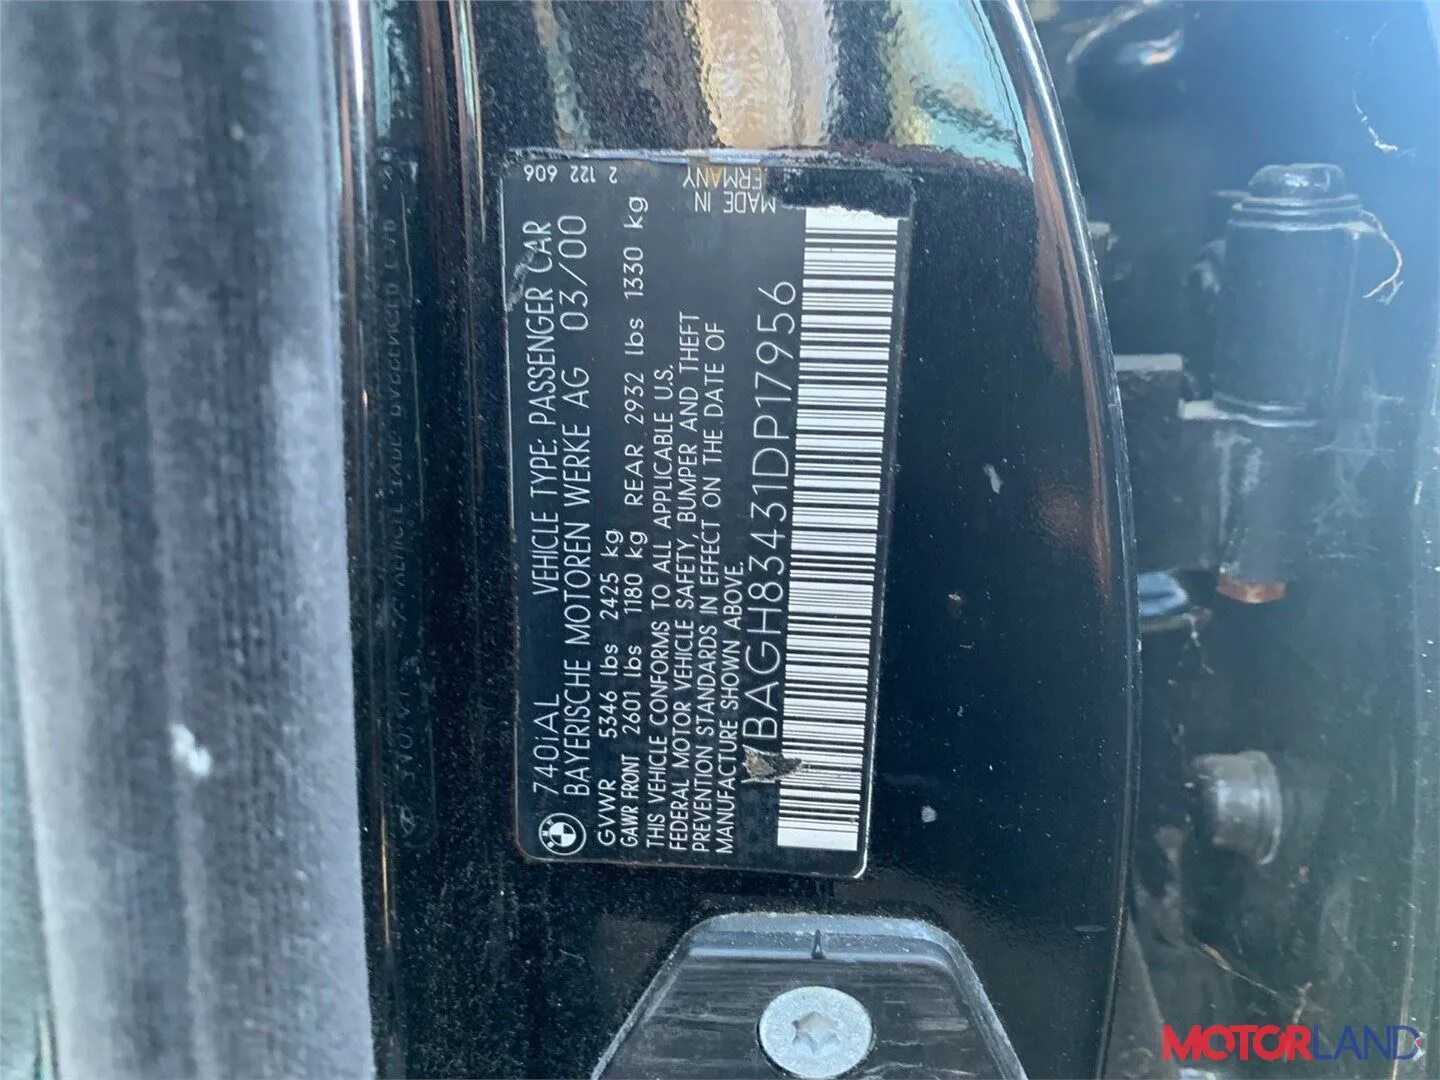 740iAL VEHICLE TYPE: PASSENGER CAR
BAYERISCHE MOTOREN WERKE AG 03/00
GVWR 5346 lbs 2425 kg
GAWR FRONT 2601 lbs 1180 kg REAR 2932 lbs 1330 kg
THIS VEHICLE CONFORMS TO ALL APPLICABLE U.S.
FEDERAL MOTOR VEHICLE SAFETY, BUMPER AND THEFT
PREVENTION STANDARDS IN EFFECT ON THE DATE OF
MANUFACTURE SHOWN ABOVE.
BAGH83431DP17956
2 122 606
MADE IN
GERMANY
MOTORLAND